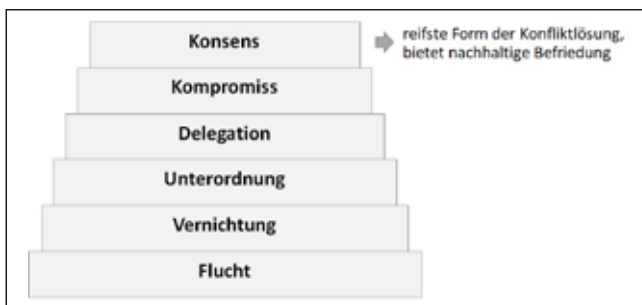 Konsens
reifste Form der Konfliktlösung,
bietet nachhaltige Befriedung
Kompromiss
Delegation
Unterordnung
Vernichtung
Flucht